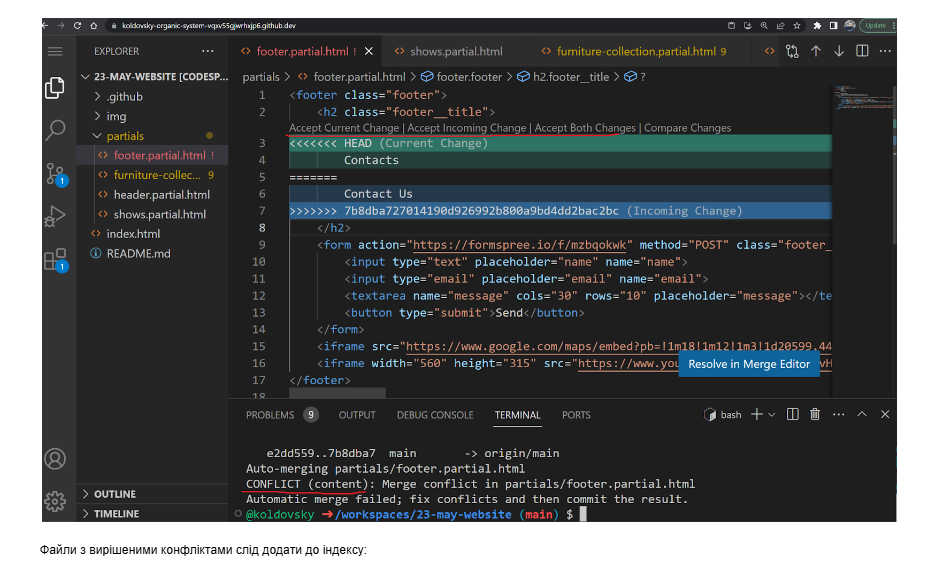 koldovsky-organic-system-vqxv55gjwrhxjp6.github.dev
Update
EXPLORER
footer.partial.html !
shows.partial.html
furniture-collection.partial.html 9
23-MAY-WEBSITE [CODESP...
partials > footer.partial.html > footer.footer > h2.footer__title > ?
.github
img
partials
footer.partial.html !
furniture-collec... 9
header.partial.html
shows.partial.html
index.html
README.md
1
1
1 <footer class="footer">
2 <h2 class="footer__title">
Accept Current Change | Accept Incoming Change | Accept Both Changes | Compare Changes
3 <<<<<<< HEAD (Current Change)
4 Contacts
5 =======
6 Contact Us
7 >>>>>>> 7b8dba727014190d926992b800a9bd4dd2bac2bc (Incoming Change)
8 </h2>
9 <form action="https://formspree.io/f/mzbqokwk" method="POST" class="footer_
10 <input type="text" placeholder="name" name="name">
11 <input type="email" placeholder="email" name="email">
12 <textarea name="message" cols="30" rows="10" placeholder="message"></te
13 <button type="submit">Send</button>
14 </form>
15 <iframe src="https://www.google.com/maps/embed?pb=!1m18!1m12!1m3!1d20599.44
16 <iframe width="560" height="315" src="https://www.you
Resolve in Merge Editor
17 </footer>
18
PROBLEMS 9 OUTPUT DEBUG CONSOLE TERMINAL PORTS
bash
e2dd559..7b8dba7 main -> origin/main
Auto-merging partials/footer.partial.html
CONFLICT (content): Merge conflict in partials/footer.partial.html
Automatic merge failed; fix conflicts and then commit the result.
@koldovsky ➜ /workspaces/23-may-website (main) $
OUTLINE
TIMELINE
Файли з вирішеними конфліктами слід додати до індексу: